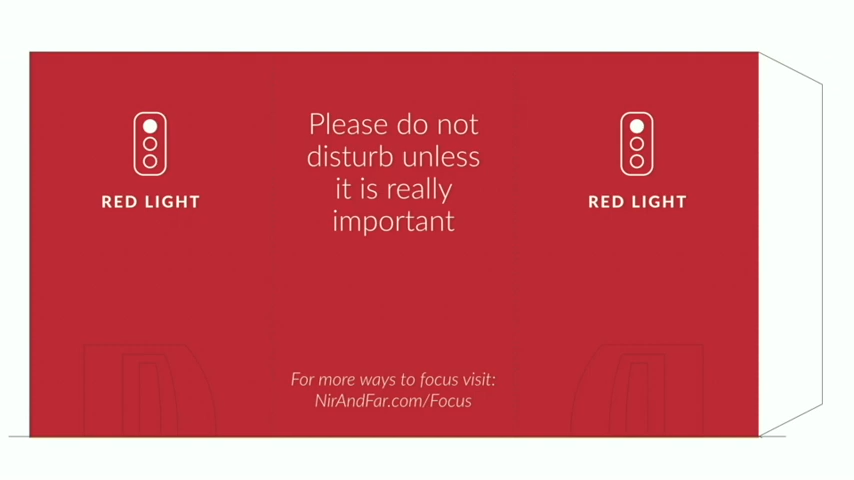 RED LIGHT
Please do not
disturb unless
it is really
important
RED LIGHT
For more ways to focus visit:
NirAndFar.com/Focus